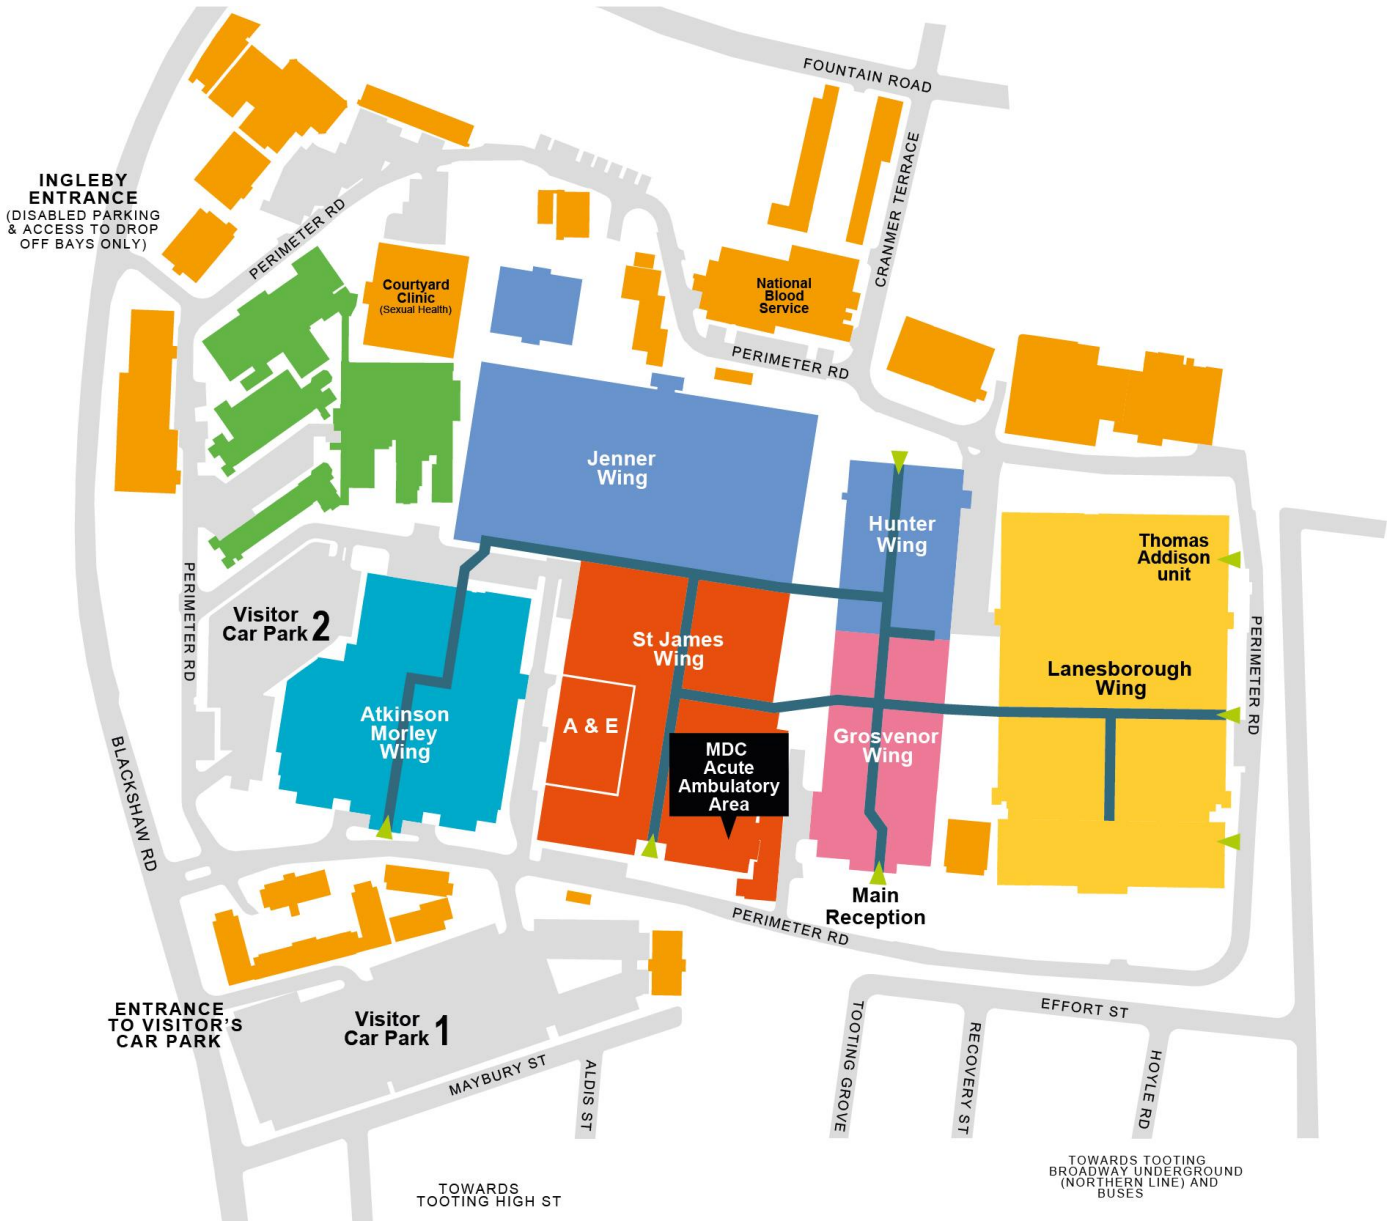 FOUNTAIN ROAD
CRANMER TERRACE
INGLEBY
ENTRANCE
(DISABLED PARKING
& ACCESS TO DROP
OFF BAYS ONLY)
PERIMETER RD
Courtyard
Clinic
(Sexual Health)
National
Blood
Service
PERIMETER RD
Jenner
Wing
Hunter
Wing
Thomas
Addison
unit
PERIMETER RD
Visitor
Car Park 2
St James
Wing
Lanesborough
Wing
PERIMETER RD
Atkinson
Morley
Wing
A & E
Grosvenor
Wing
MDC
Acute
Ambulatory
Area
BLACKSHAW RD
Main
Reception
PERIMETER RD
ENTRANCE
TO VISITOR'S
CAR PARK
Visitor
Car Park 1
EFFORT ST
MAYBURY ST
ALDIS ST
TOOTING GROVE
RECOVERY ST
HOYLE RD
TOWARDS
TOOTING HIGH ST
TOWARDS TOOTING
BROADWAY UNDERGROUND
(NORTHERN LINE) AND
BUSES